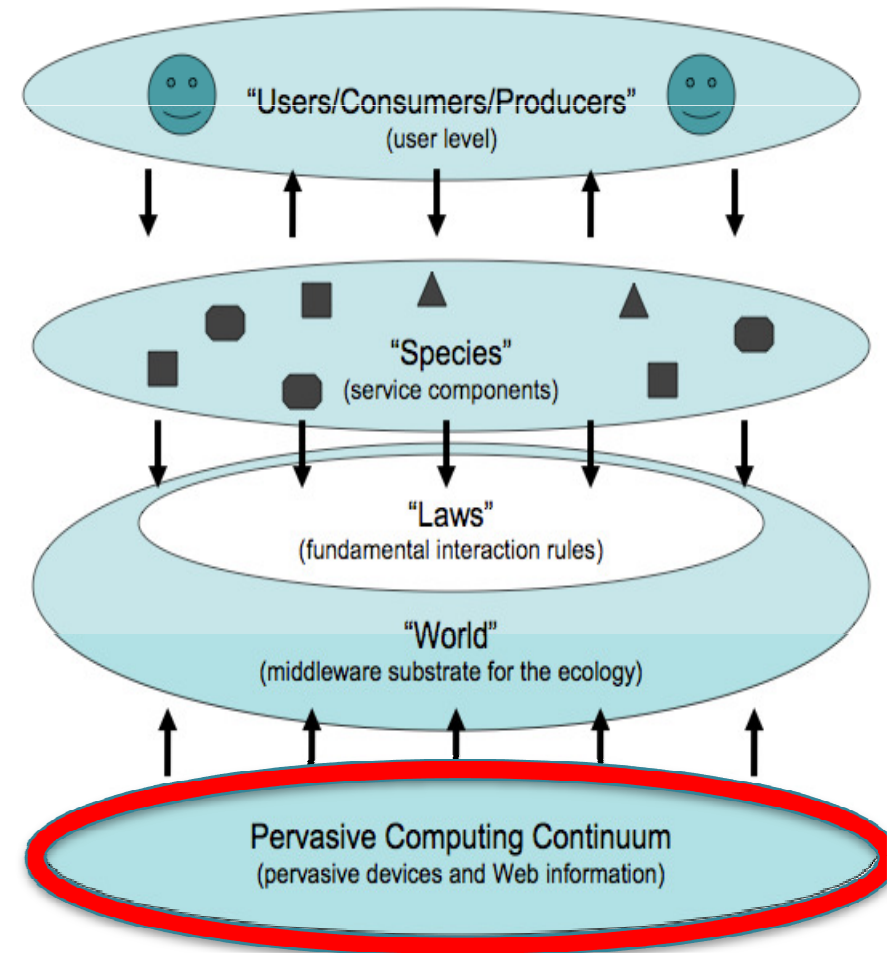 “Users/Consumers/Producers”
(user level)
“Species”
(service components)
“Laws”
(fundamental interaction rules)
“World”
(middleware substrate for the ecology)
Pervasive Computing Continuum
(pervasive devices and Web information)